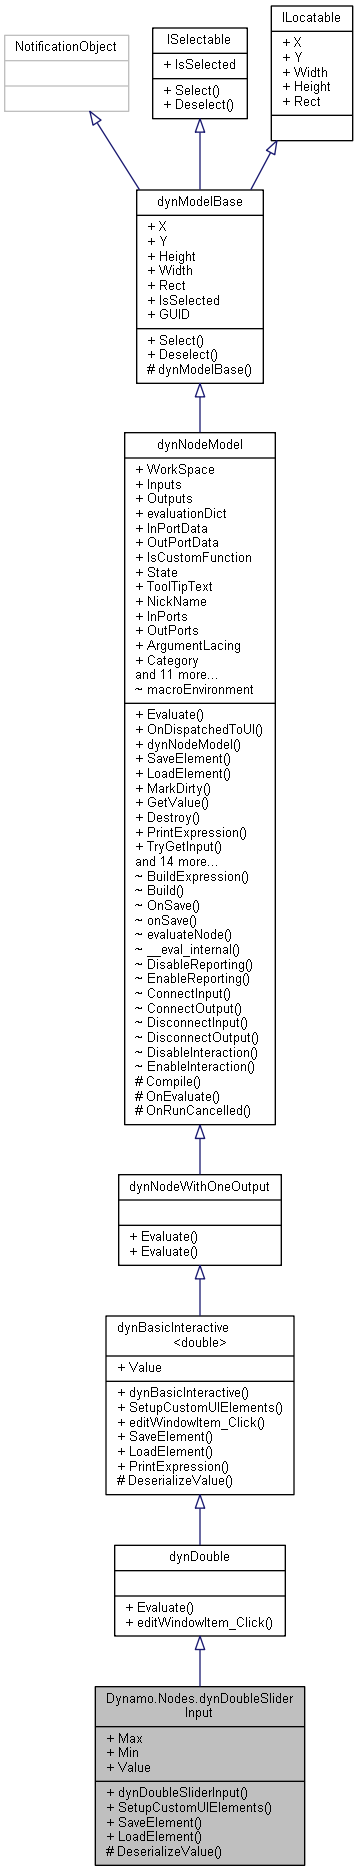 NotificationObject
ISelectable
+ IsSelected
+ Select()
+ Deselect()
ILocatable
+ X
+ Y
+ Width
+ Height
+ Rect
dynModelBase
+ X
+ Y
+ Height
+ Width
+ Rect
+ IsSelected
+ GUID
+ Select()
+ Deselect()
# dynModelBase()
dynNodeModel
+ WorkSpace
+ Inputs
+ Outputs
+ evaluationDict
+ InPortData
+ OutPortData
+ IsCustomFunction
+ State
+ ToolTipText
+ NickName
+ InPorts
+ OutPorts
+ ArgumentLacing
+ Category
and 11 more...
~ macroEnvironment
+ Evaluate()
+ OnDispatchedToUI()
+ dynNodeModel()
+ SaveElement()
+ LoadElement()
+ MarkDirty()
+ GetValue()
+ Destroy()
+ PrintExpression()
+ TryGetInput()
and 14 more...
~ BuildExpression()
~ Build()
~ OnSave()
~ onSave()
~ evaluateNode()
~ __eval_internal()
~ DisableReporting()
~ EnableReporting()
~ ConnectInput()
~ ConnectOutput()
~ DisconnectInput()
~ DisconnectOutput()
~ DisableInteraction()
~ EnableInteraction()
# Compile()
# OnEvaluate()
# OnRunCancelled()
dynNodeWithOneOutput
+ Evaluate()
+ Evaluate()
dynBasicInteractive
<double>
+ Value
+ dynBasicInteractive()
+ SetupCustomUIElements()
+ editWindowItem_Click()
+ SaveElement()
+ LoadElement()
+ PrintExpression()
# DeserializeValue()
dynDouble
+ Evaluate()
+ editWindowItem_Click()
Dynamo.Nodes.dynDoubleSlider
Input
+ Max
+ Min
+ Value
+ dynDoubleSliderInput()
+ SetupCustomUIElements()
+ SaveElement()
+ LoadElement()
# DeserializeValue()